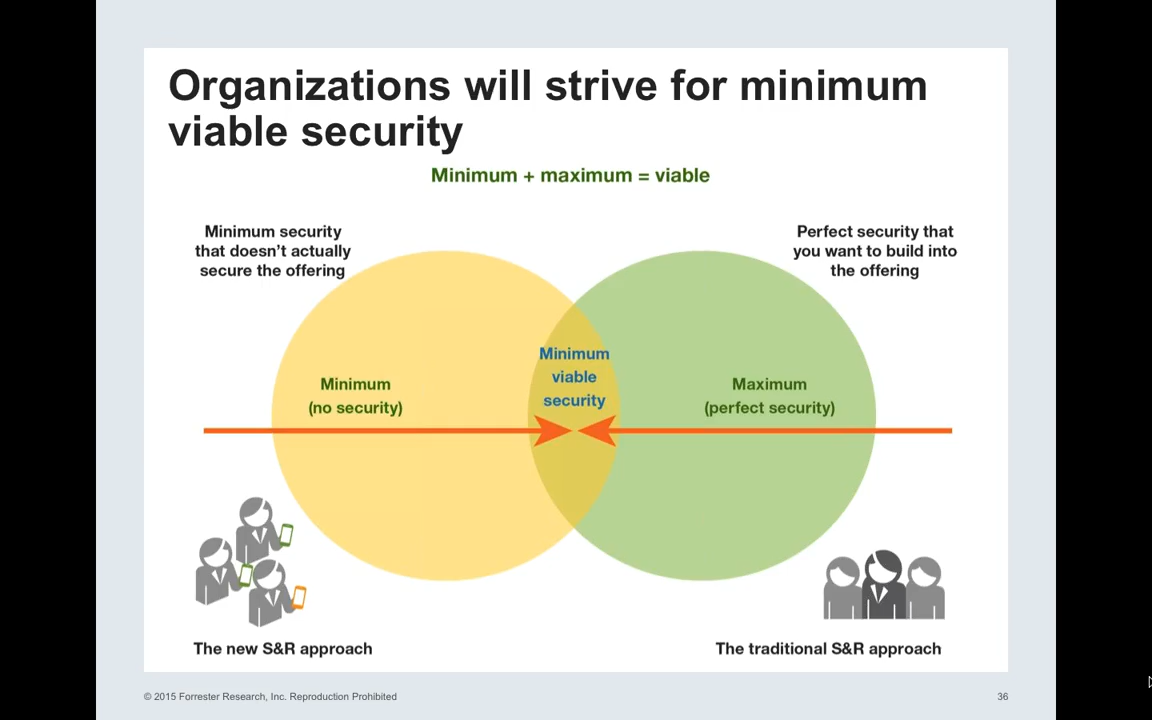 Organizations will strive for minimum
viable security
Minimum + maximum = viable
Minimum security
that doesn’t actually
secure the offering
Perfect security that
you want to build into
the offering
Minimum
(no security)
Minimum
viable
security
Maximum
(perfect security)
The new S&R approach
The traditional S&R approach
© 2015 Forrester Research, Inc. Reproduction Prohibited
36